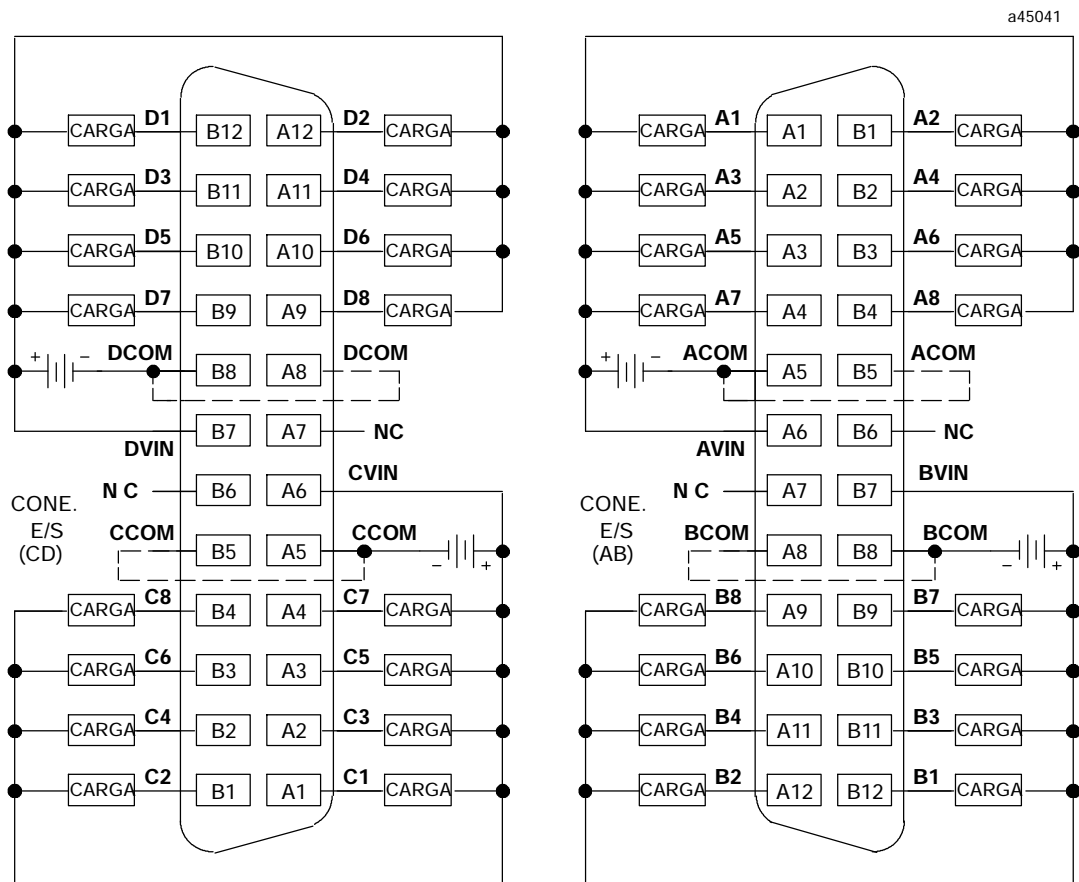 a45041
CARGA D1 B12 A12 D2 CARGA
CARGA D3 B11 A11 D4 CARGA
CARGA D5 B10 A10 D6 CARGA
CARGA D7 B9 A9 D8 CARGA
+ - DCOM B8 A8 DCOM
DVIN B7 A7 NC
N C B6 A6 CVIN
CONE.
E/S
(CD)
CCOM B5 A5 CCOM - +
CARGA C8 B4 A4 C7 CARGA
CARGA C6 B3 A3 C5 CARGA
CARGA C4 B2 A2 C3 CARGA
CARGA C2 B1 A1 C1 CARGA
CARGA A1 A1 B1 A2 CARGA
CARGA A3 A2 B2 A4 CARGA
CARGA A5 A3 B3 A6 CARGA
CARGA A7 A4 B4 A8 CARGA
+ - ACOM A5 B5 ACOM
AVIN A6 B6 NC
N C A7 B7 BVIN
CONE.
E/S
(AB)
BCOM A8 B8 BCOM - +
CARGA B8 A9 B9 B7 CARGA
CARGA B6 A10 B10 B5 CARGA
CARGA B4 A11 B11 B3 CARGA
CARGA B2 A12 B12 B1 CARGA